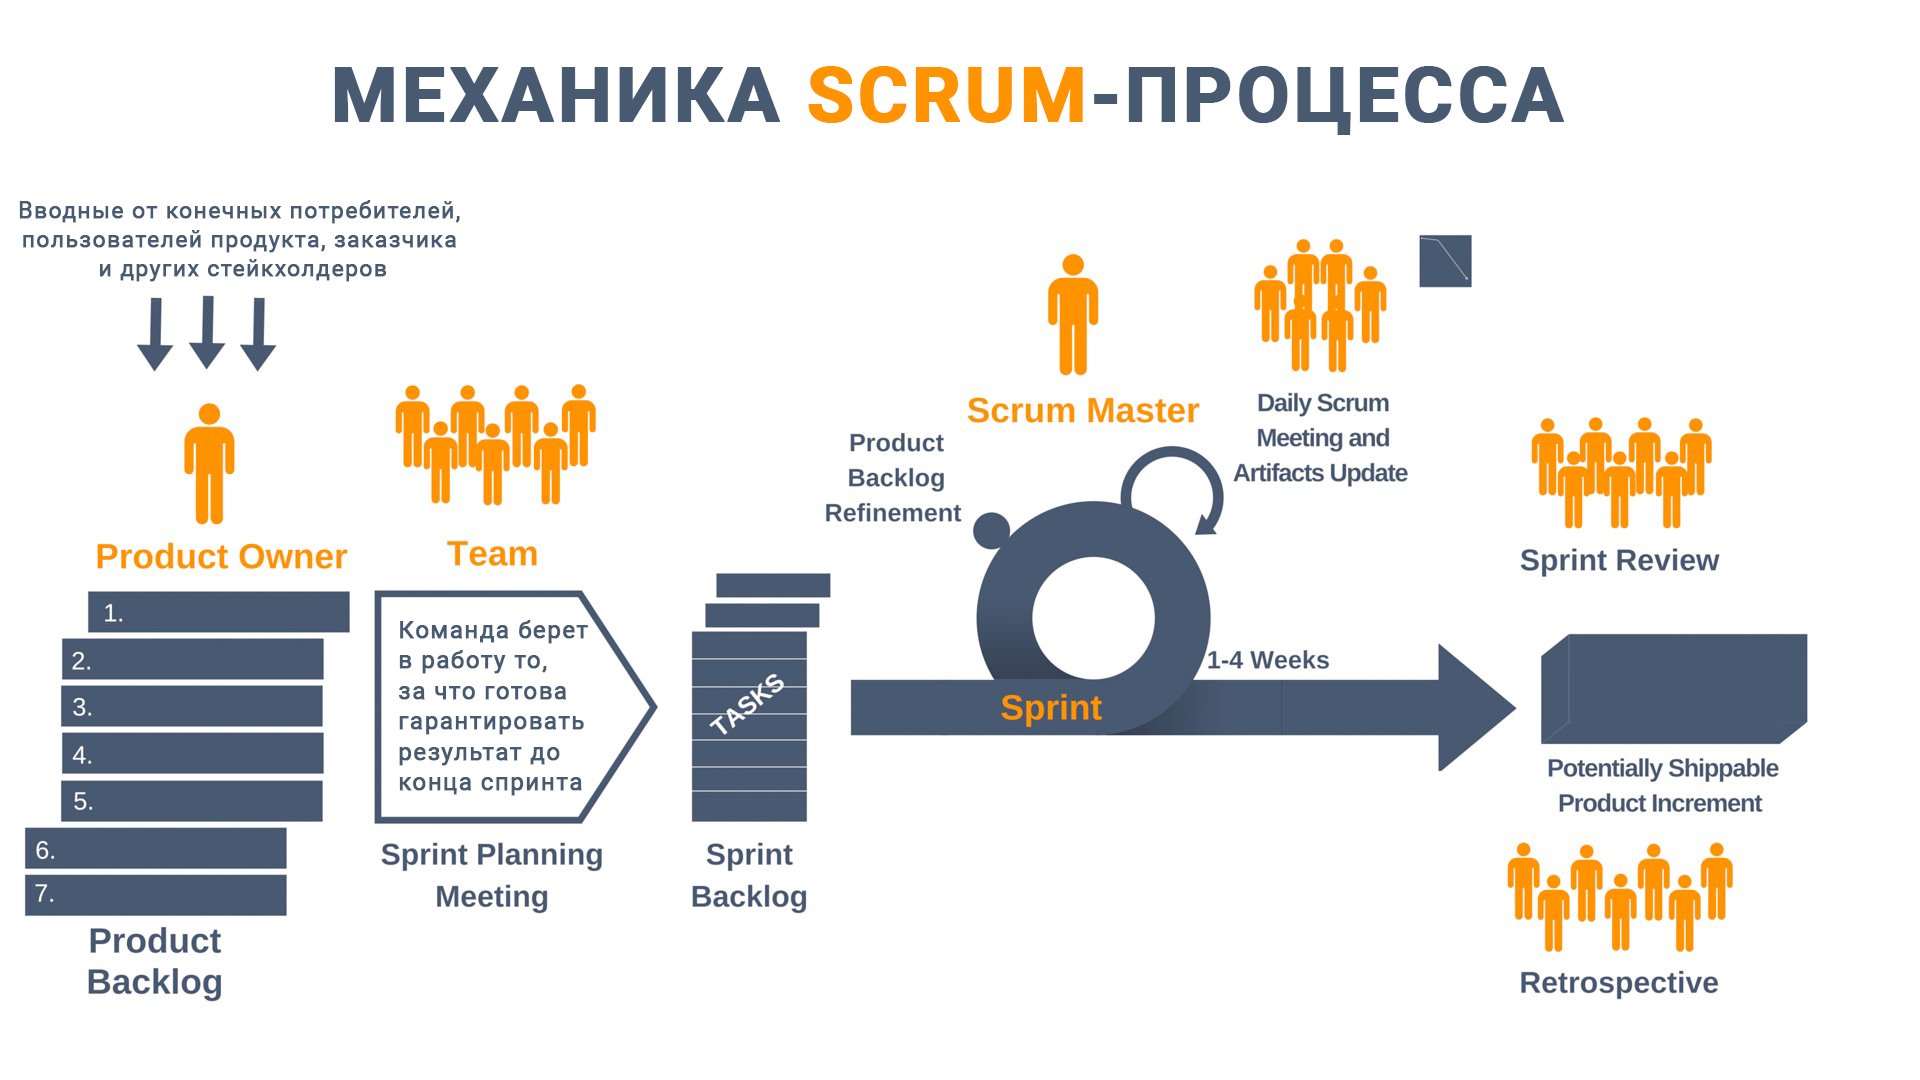 МЕХАНИКА SCRUM-ПРОЦЕССА
Вводные от конечных потребителей,
пользователей продукта, заказчика
и других стейкхолдеров
Product Owner
1.
2.
3.
4.
5.
6.
7.
Product
Backlog
Team
Команда берет
в работу то,
за что готова
гарантировать
результат до
конца спринта
Sprint Planning
Meeting
TASKS
Sprint
Backlog
Product
Backlog
Refinement
Scrum Master
Daily Scrum
Meeting and
Artifacts Update
Sprint
1-4 Weeks
Sprint Review
Potentially Shippable
Product Increment
Retrospective